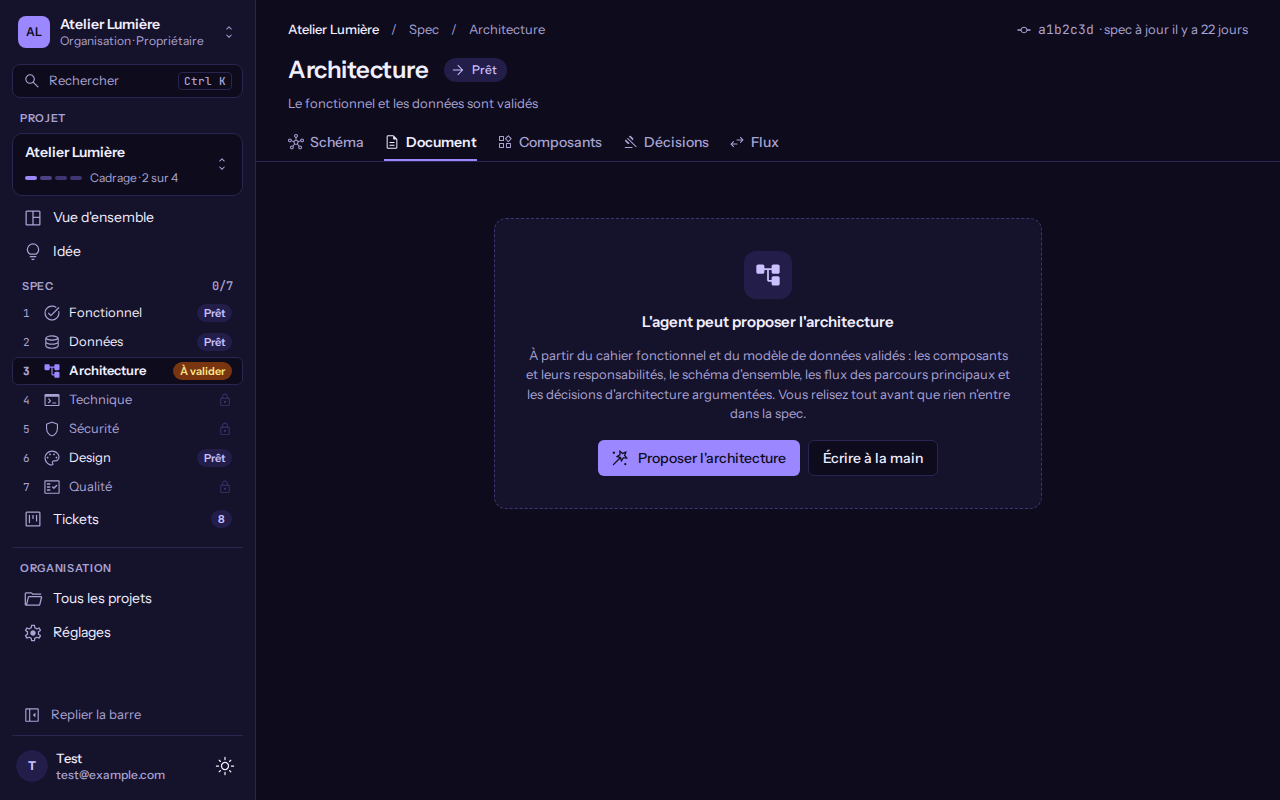 AL
Atelier Lumière
Organisation·Propriétaire
Rechercher
Ctrl K
PROJET
Atelier Lumière
Cadrage·2 sur 4
Vue d'ensemble
Idée
SPEC
0/7
1 Fonctionnel Prêt
2 Données Prêt
3 Architecture À valider
4 Technique
5 Sécurité
6 Design Prêt
7 Qualité
Tickets 8
ORGANISATION
Tous les projets
Réglages
Replier la barre
T
Test
test@example.com
Atelier Lumière / Spec / Architecture
a1b2c3d ·spec à jour il y a 22 jours
Architecture
Prêt
Le fonctionnel et les données sont validés
Schéma
Document
Composants
Décisions
Flux
L'agent peut proposer l'architecture
À partir du cahier fonctionnel et du modèle de données validés : les composants
et leurs responsabilités, le schéma d'ensemble, les flux des parcours principaux et
les décisions d'architecture argumentées. Vous relisez tout avant que rien n'entre
dans la spec.
Proposer l'architecture
Écrire à la main